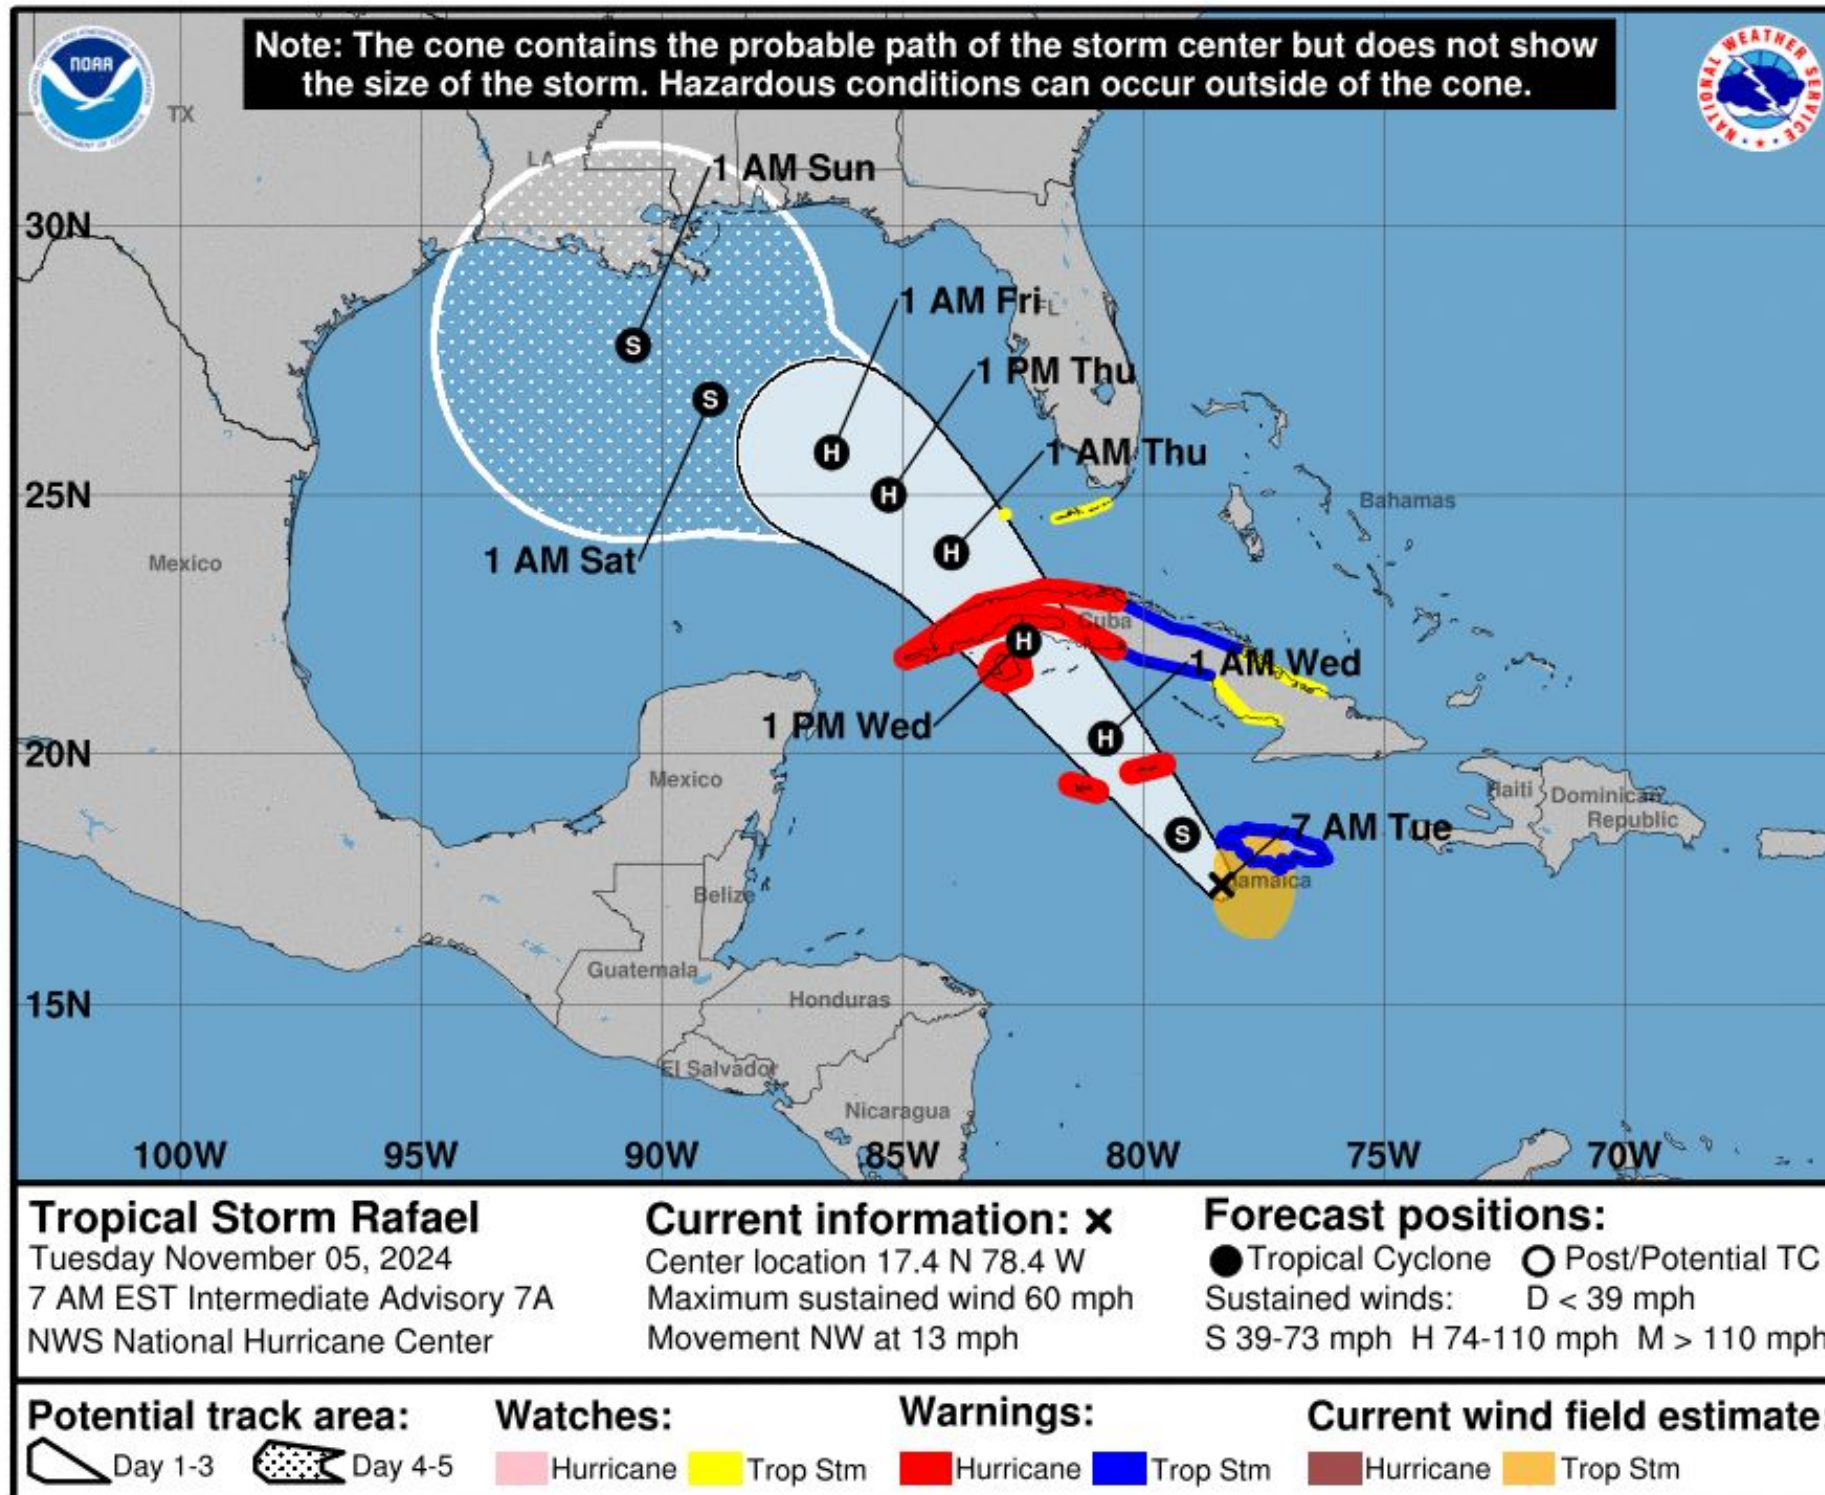 Note: The cone contains the probable path of the storm center but does not show
the size of the storm. Hazardous conditions can occur outside of the cone.
NOAA
NATIONAL WEATHER SERVICE
TX
LA
1 AM Sun
30N
1 AM Fri
FL
1 PM Thu
1 AM Thu
25N
Bahamas
1 AM Sat
Mexico
Cuba
1 AM Wed
1 PM Wed
20N
Mexico
Haiti
Dominican
Republic
7 AM Tue
Jamaica
Belize
Guatemala
Honduras
15N
El Salvador
Nicaragua
S
S
H
H
H
H
H
S
100W 95W 90W 85W 80W 75W 70W
Tropical Storm Rafael
Tuesday November 05, 2024
7 AM EST Intermediate Advisory 7A
NWS National Hurricane Center
Current information: ×
Center location 17.4 N 78.4 W
Maximum sustained wind 60 mph
Movement NW at 13 mph
Forecast positions:
Tropical Cyclone Post/Potential TC
Sustained winds: D < 39 mph
S 39-73 mph H 74-110 mph M > 110 mph
Potential track area:
Day 1-3 Day 4-5
Watches:
Hurricane Trop Stm
Warnings:
Hurricane Trop Stm
Current wind field estimate:
Hurricane Trop Stm